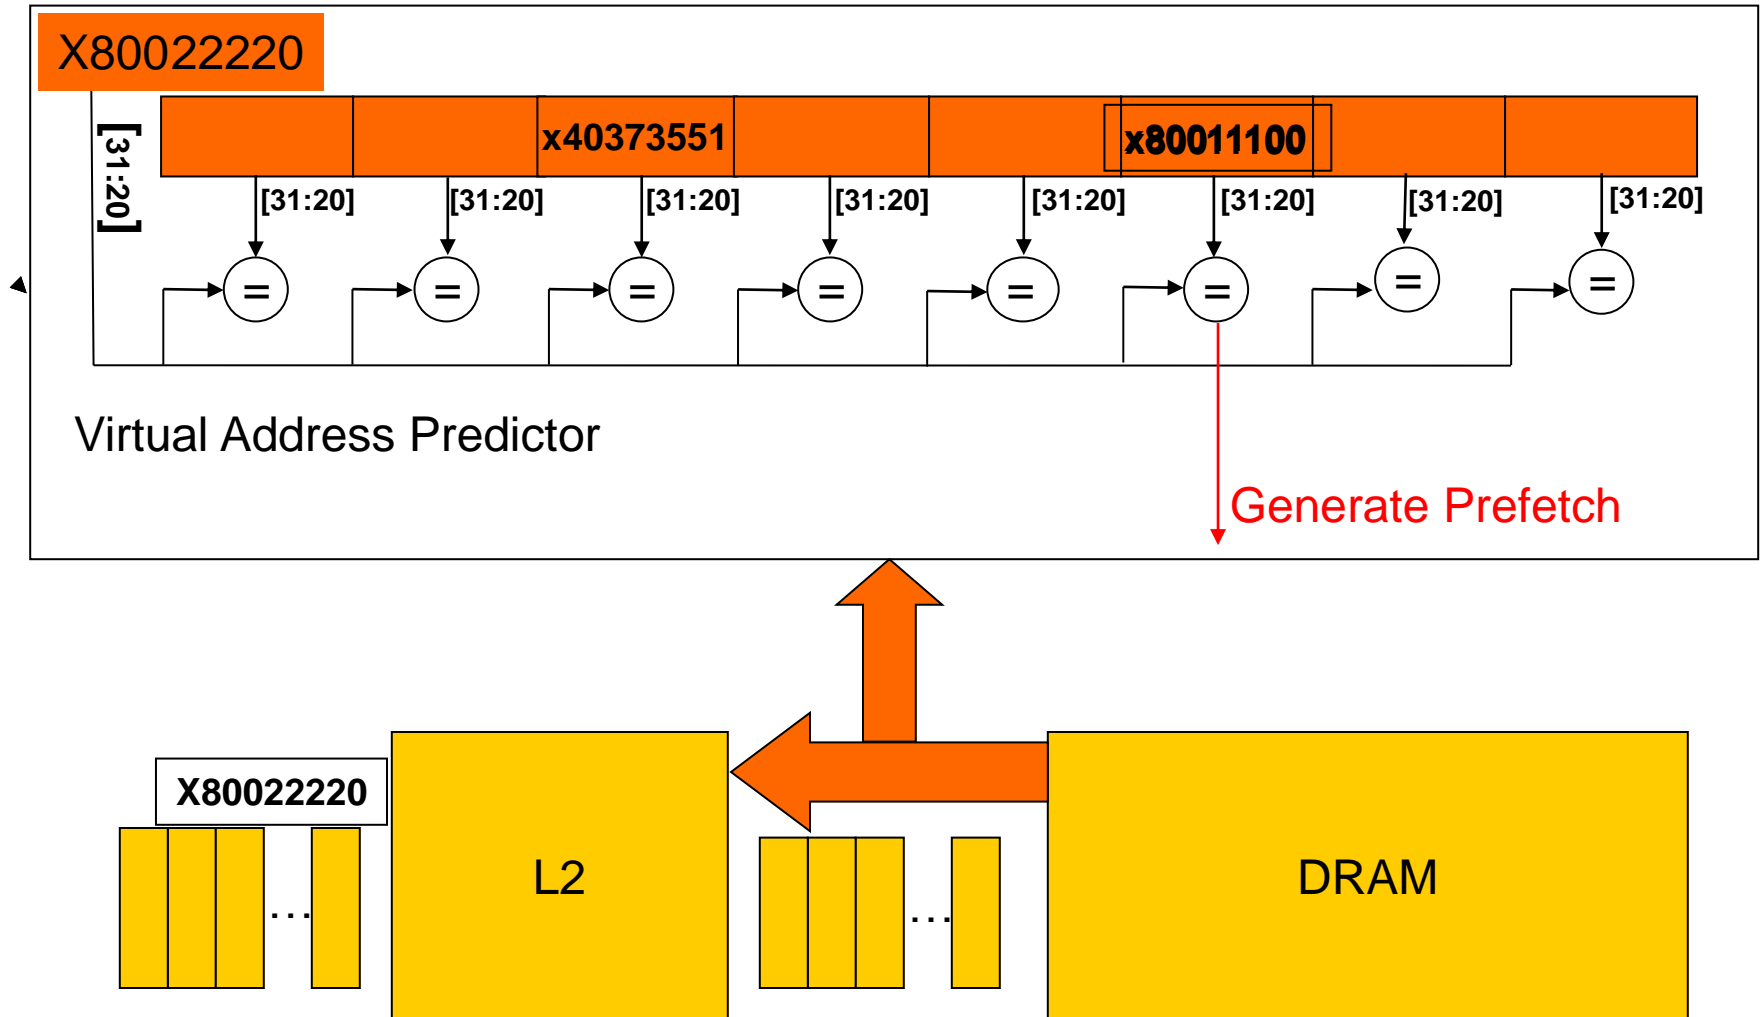 X80022220
[31:20]
x40373551
x80011100
[31:20] [31:20] [31:20] [31:20] [31:20] [31:20] [31:20] [31:20]
= = = = = = = =
Virtual Address Predictor
Generate Prefetch
X80022220
L2
DRAM
...
...